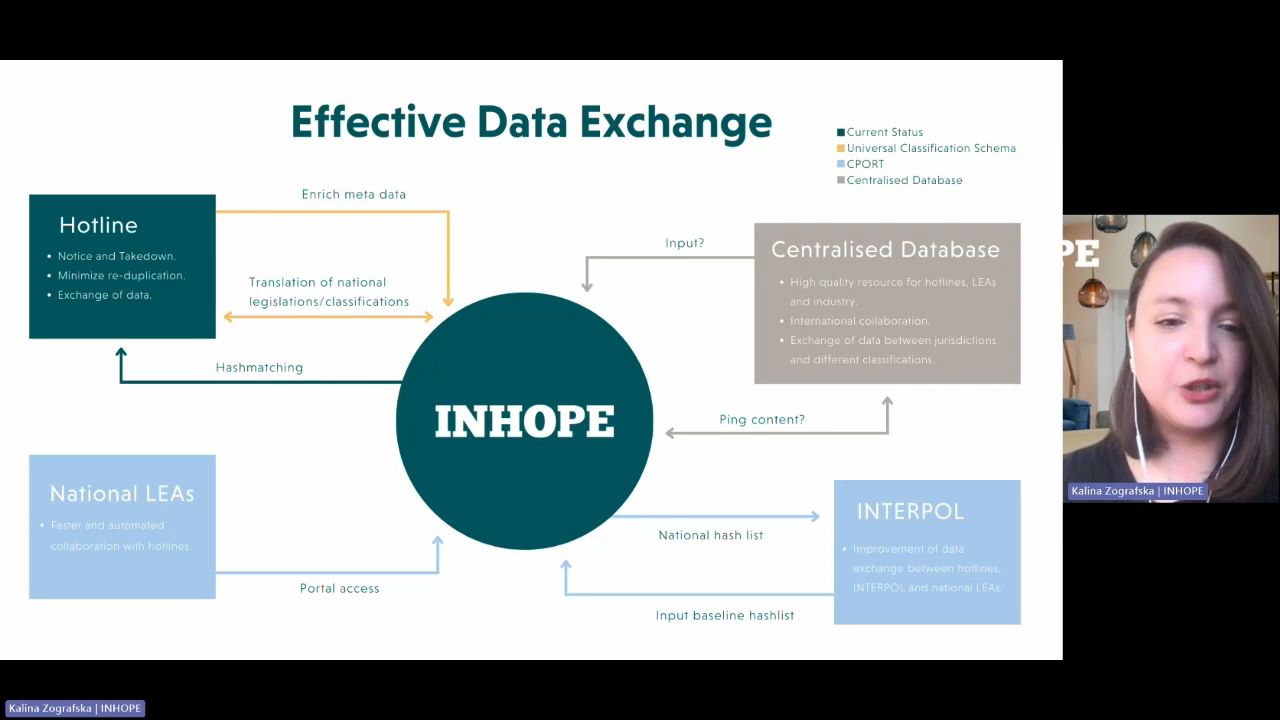 Effective Data Exchange
Current Status
Universal Classification Schema
CPORT
Centralised Database
Enrich meta data
Hotline
• Notice and Takedown.
• Minimize re-duplication.
• Exchange of data.
Translation of national
legislations/classifications
Hashmatching
Input?
Centralised Database
• High quality resource for hotlines, LEAs
and industry.
• International collaboration.
• Exchange of data between jurisdictions
and different classifications.
PE
INHOPE
Ping content?
National LEAs
• Faster and automated
collaboration with hotlines.
Portal access
INTERPOL
• Improvement of data
exchange between hotlines,
INTERPOL and national LEAs.
National hash list
Input baseline hashlist
Kalina Zografska | INHOPE
Kalina Zografska | INHOPE